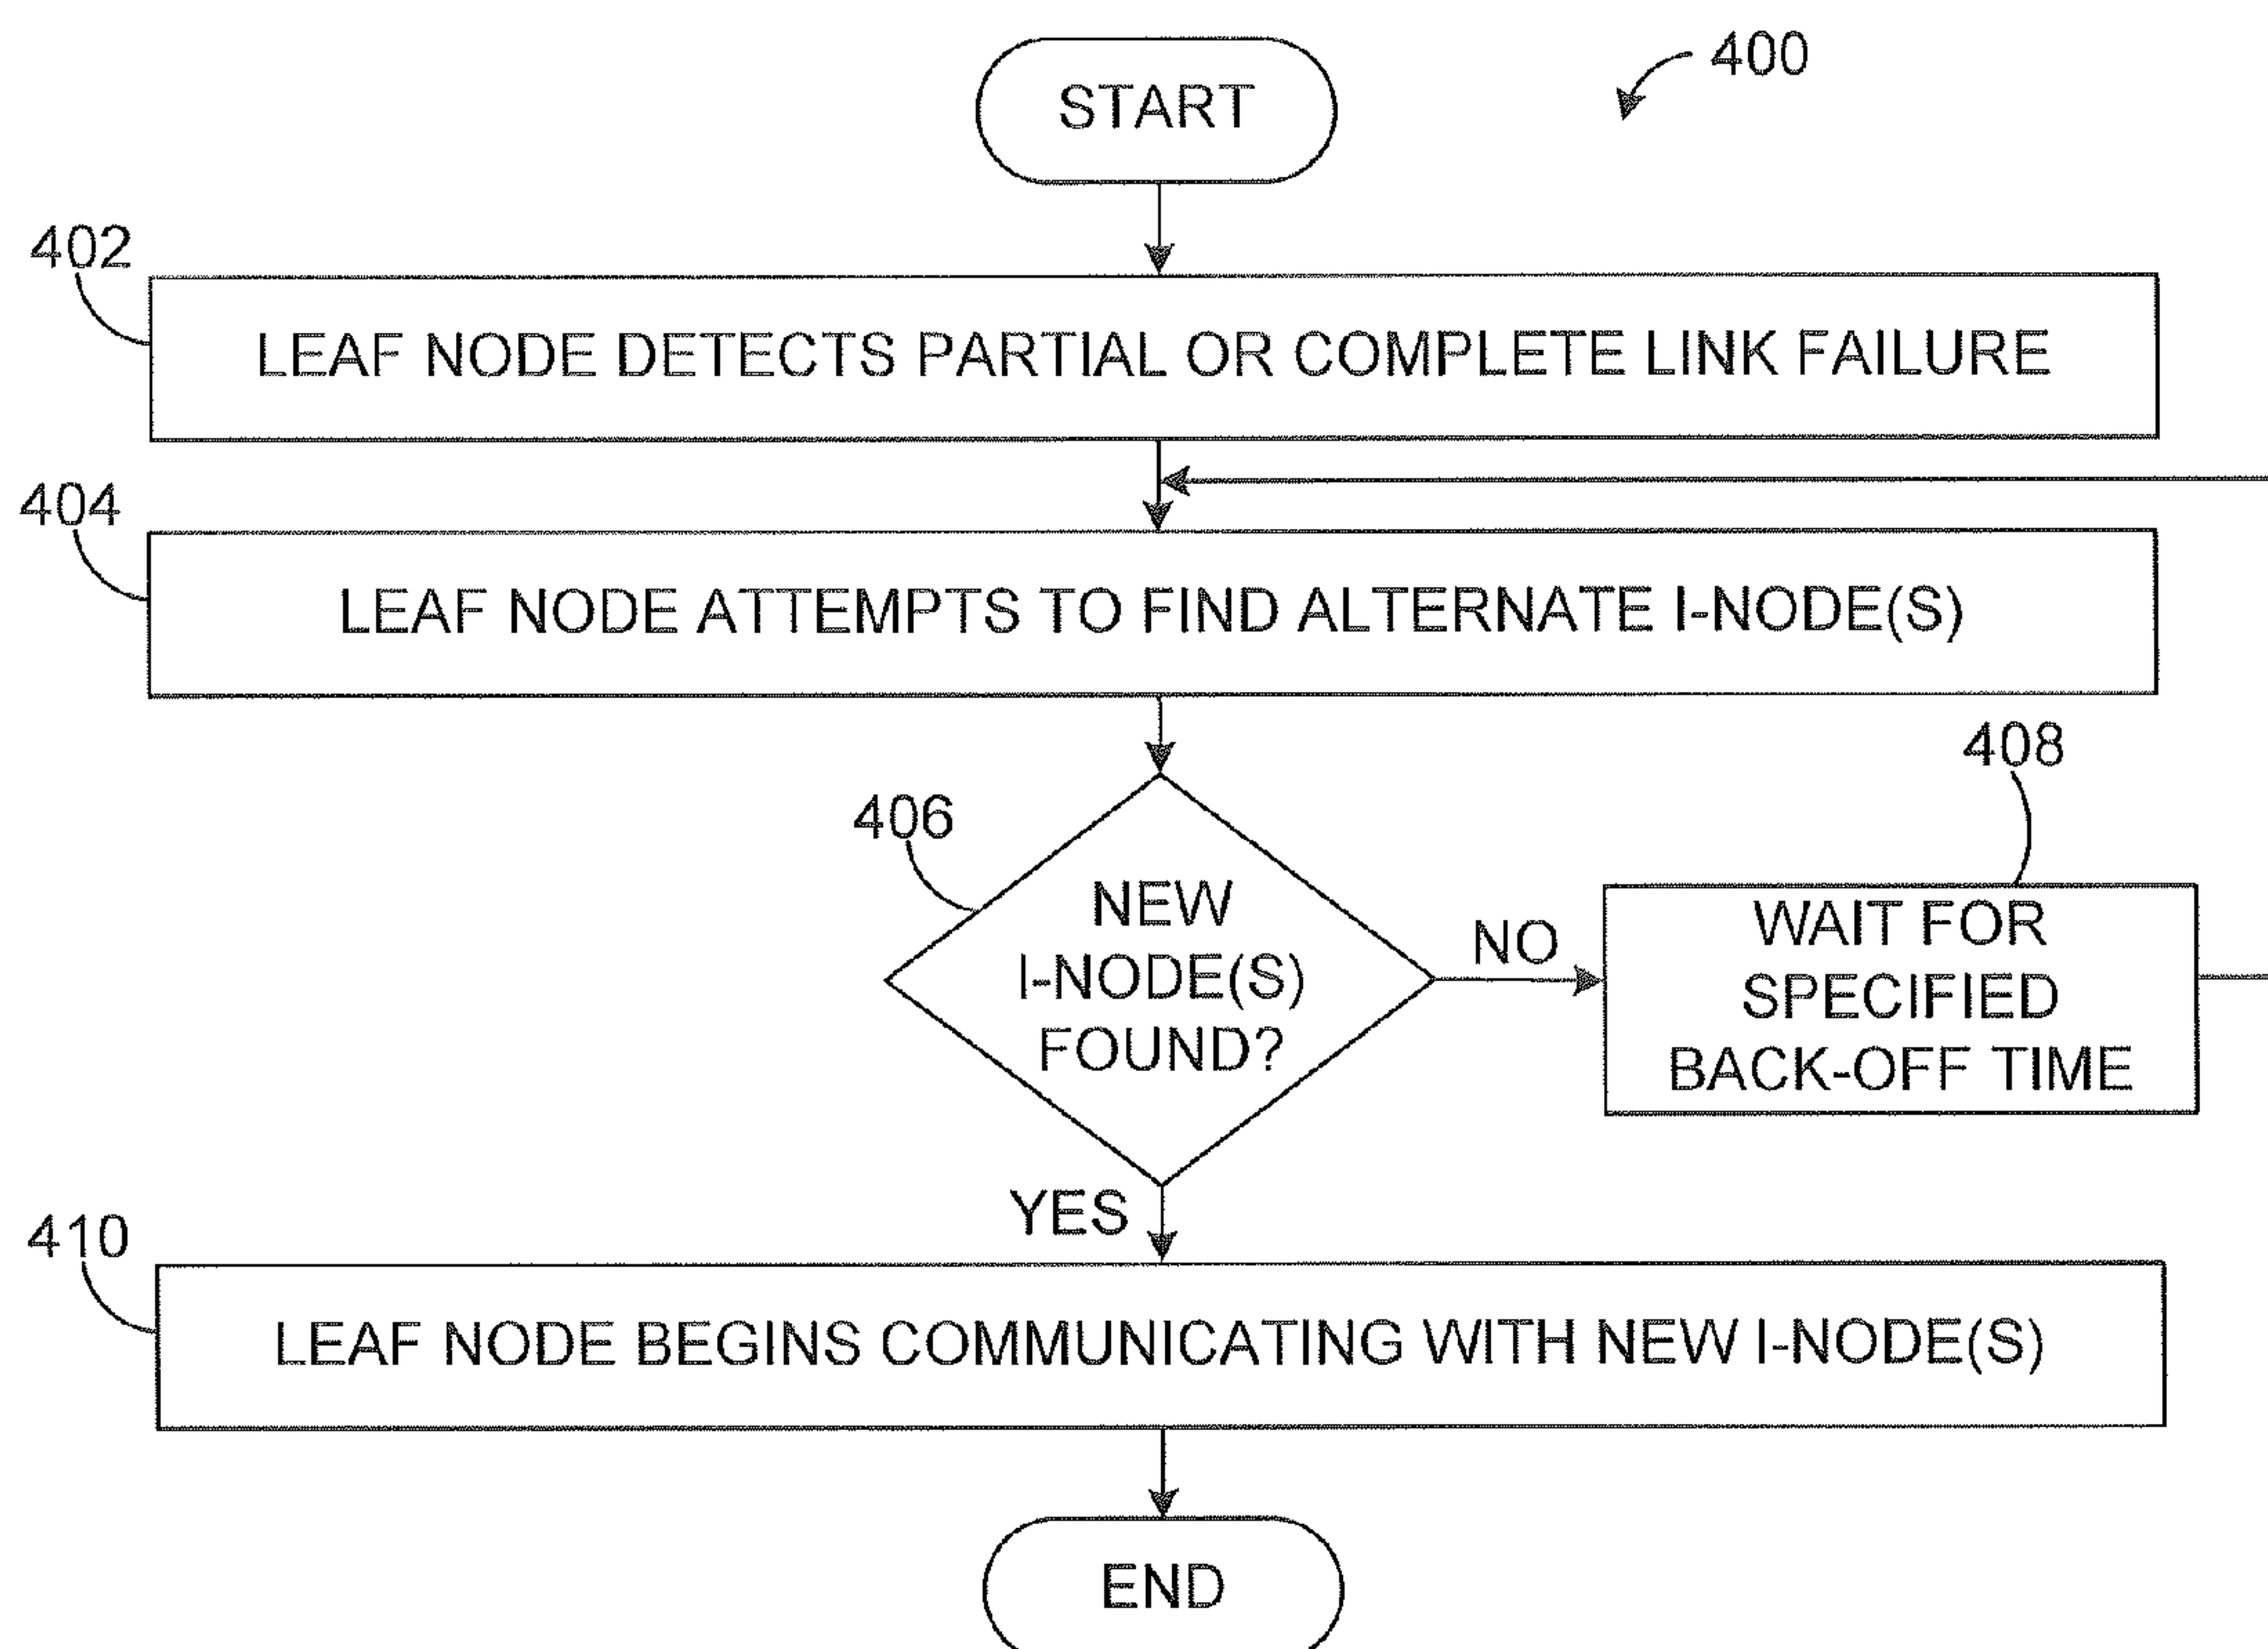 START
400
402
LEAF NODE DETECTS PARTIAL OR COMPLETE LINK FAILURE
404
LEAF NODE ATTEMPTS TO FIND ALTERNATE I-NODE(S)
408
406
NEW
I-NODE(S)
FOUND?
NO
WAIT FOR
SPECIFIED
BACK-OFF TIME
YES
410
LEAF NODE BEGINS COMMUNICATING WITH NEW I-NODE(S)
END